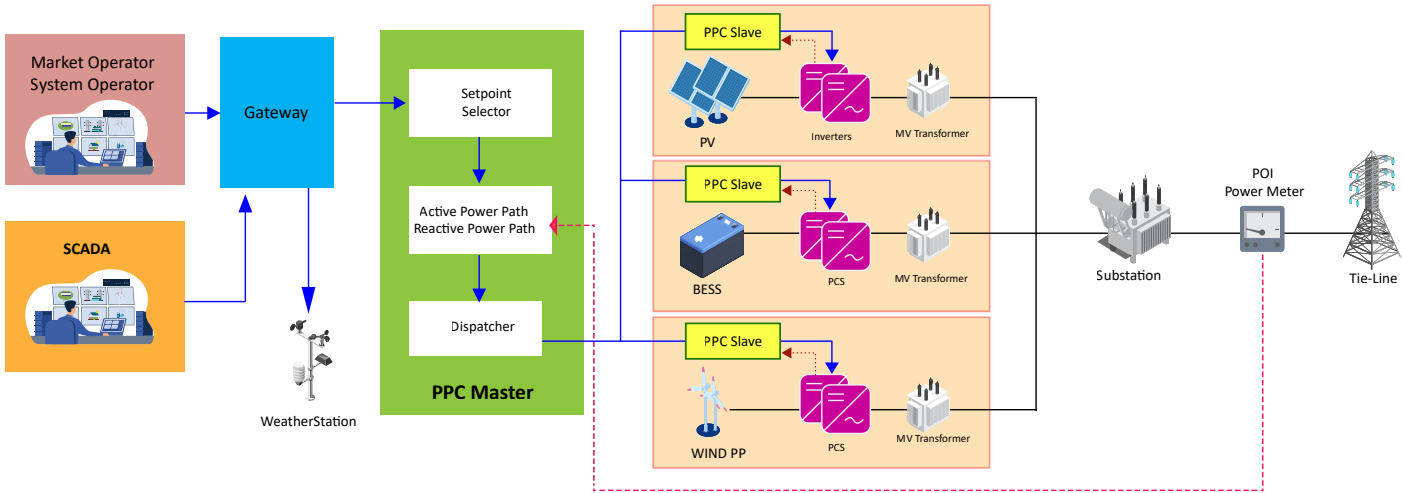 Market Operator
System Operator
SCADA
Gateway
WeatherStation
Setpoint
Selector
Active Power Path
Reactive Power Path
Dispatcher
PPC Master
PPC Slave
PV
Inverters
MV Transformer
PPC Slave
BESS
PCS
MV Transformer
PPC Slave
WIND PP
PCS
MV Transformer
Substation
POI
Power Meter
Tie-Line